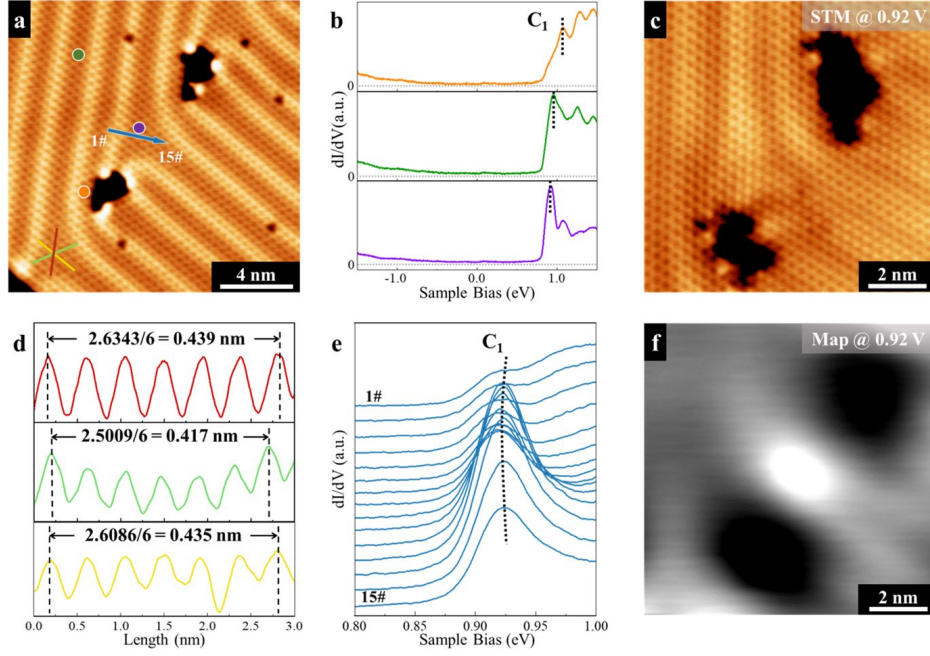 a
1#
15#
4 nm
b
C1
dI/dV(a.u.)
0
0
0
-1.0
0.0
1.0
Sample Bias (eV)
c
STM @ 0.92 V
2 nm
d
2.6343/6 = 0.439 nm
2.5009/6 = 0.417 nm
2.6086/6 = 0.435 nm
0.0
0.5
1.0
1.5
2.0
2.5
3.0
Length (nm)
e
C1
1#
dI/dV (a.u.)
15#
0.80
0.85
0.90
0.95
1.00
Sample Bias (eV)
f
Map @ 0.92 V
2 nm